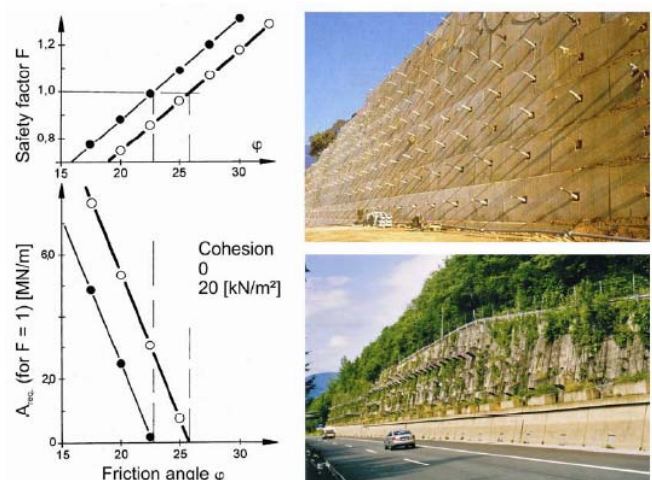 Safety factor F
1,2
1,0
0,8
15
20
25
30
φ
A_req. (for F = 1) [MN/m]
6,0
2,0
0
Cohesion
0
20 [kN/m²]
15
20
25
30
Friction angle φ